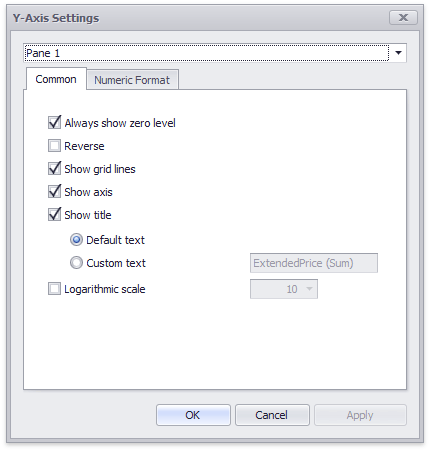 Y-Axis Settings
Pane 1
Common Numeric Format
Always show zero level
Reverse
Show grid lines
Show axis
Show title
Default text
Custom text ExtendedPrice (Sum)
Logarithmic scale 10
OK Cancel Apply